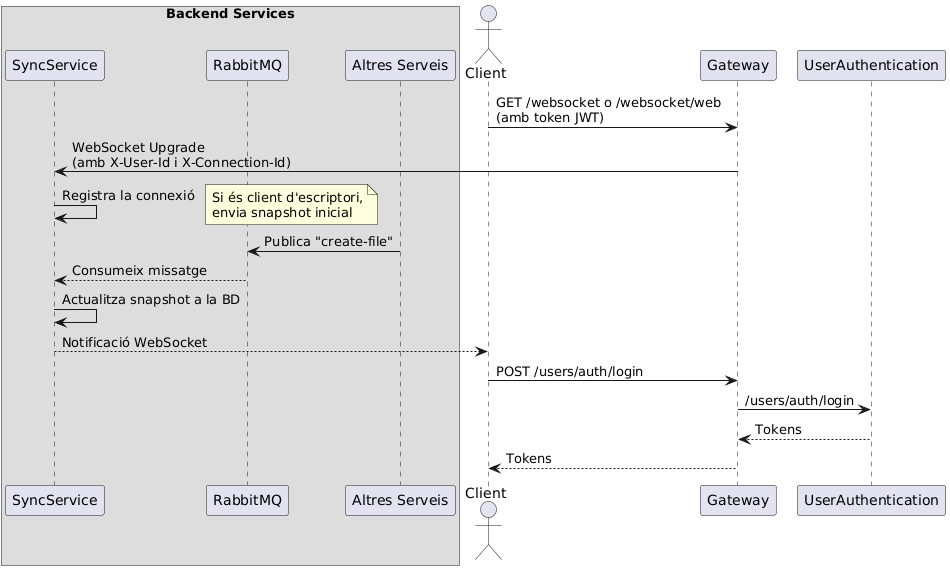 Backend Services
SyncService
RabbitMQ
Altres Serveis
Client
Gateway
UserAuthentication
GET /websocket o /websocket/web
(amb token JWT)
WebSocket Upgrade
(amb X-User-Id i X-Connection-Id)
Registra la connexió
Si és client d'escriptori,
envia snapshot inicial
Publica "create-file"
Consumeix missatge
Actualitza snapshot a la BD
Notificació WebSocket
POST /users/auth/login
/users/auth/login
Tokens
Tokens
SyncService
RabbitMQ
Altres Serveis
Client
Gateway
UserAuthentication